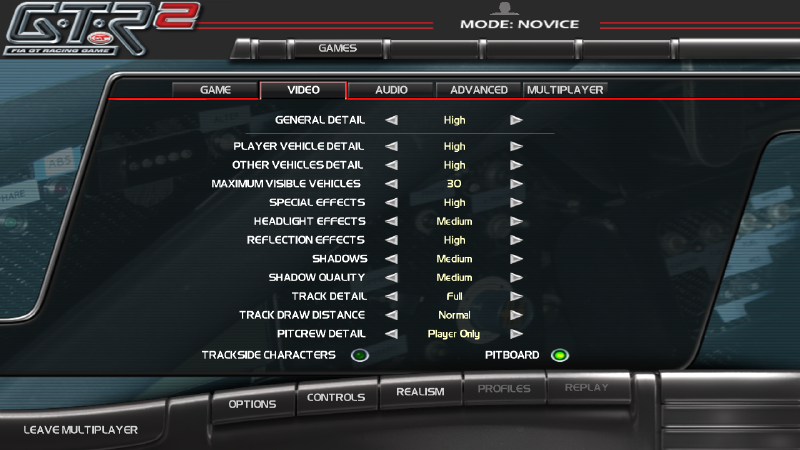 GTR2
FIA GT RACING GAME
MODE: NOVICE
GAMES
GAME VIDEO AUDIO ADVANCED MULTIPLAYER
GENERAL DETAIL High
PLAYER VEHICLE DETAIL High
OTHER VEHICLES DETAIL High
MAXIMUM VISIBLE VEHICLES 30
SPECIAL EFFECTS High
HEADLIGHT EFFECTS Medium
REFLECTION EFFECTS High
SHADOWS Medium
SHADOW QUALITY Medium
TRACK DETAIL Full
TRACK DRAW DISTANCE Normal
PITCREW DETAIL Player Only
TRACKSIDE CHARACTERS PITBOARD
OPTIONS CONTROLS REALISM PROFILES REPLAY
LEAVE MULTIPLAYER
ABS